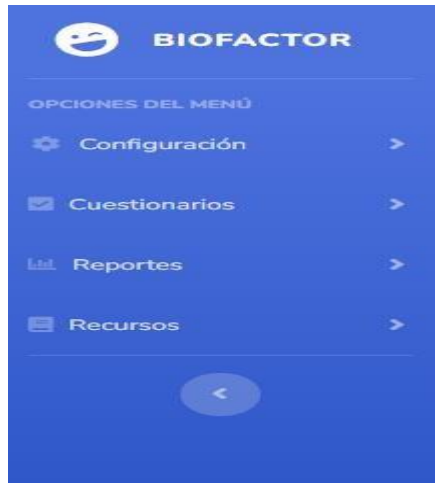 BIOFACTOR
OPCIONES DEL MENÚ
Configuración
Cuestionarios
Reportes
Recursos